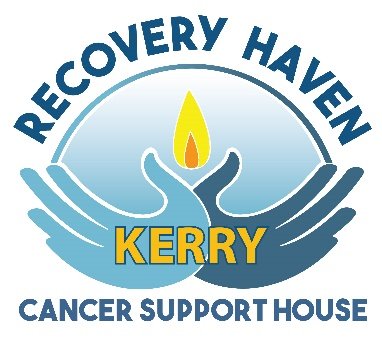 RECOVERY HAVEN
KERRY
CANCER SUPPORT HOUSE